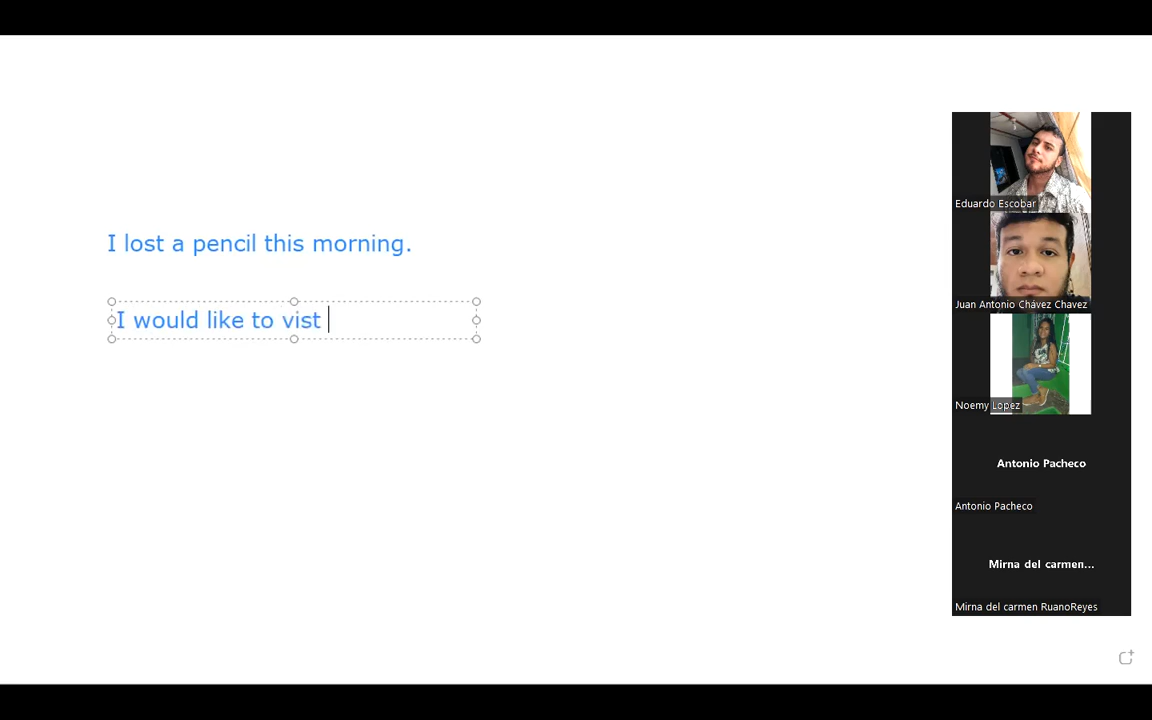 I lost a pencil this morning.
I would like to vist
Eduardo Escobar
Juan Antonio Chávez Chavez
Noemy Lopez
Antonio Pacheco
Antonio Pacheco
Mirna del carmen...
Mirna del carmen RuanoReyes